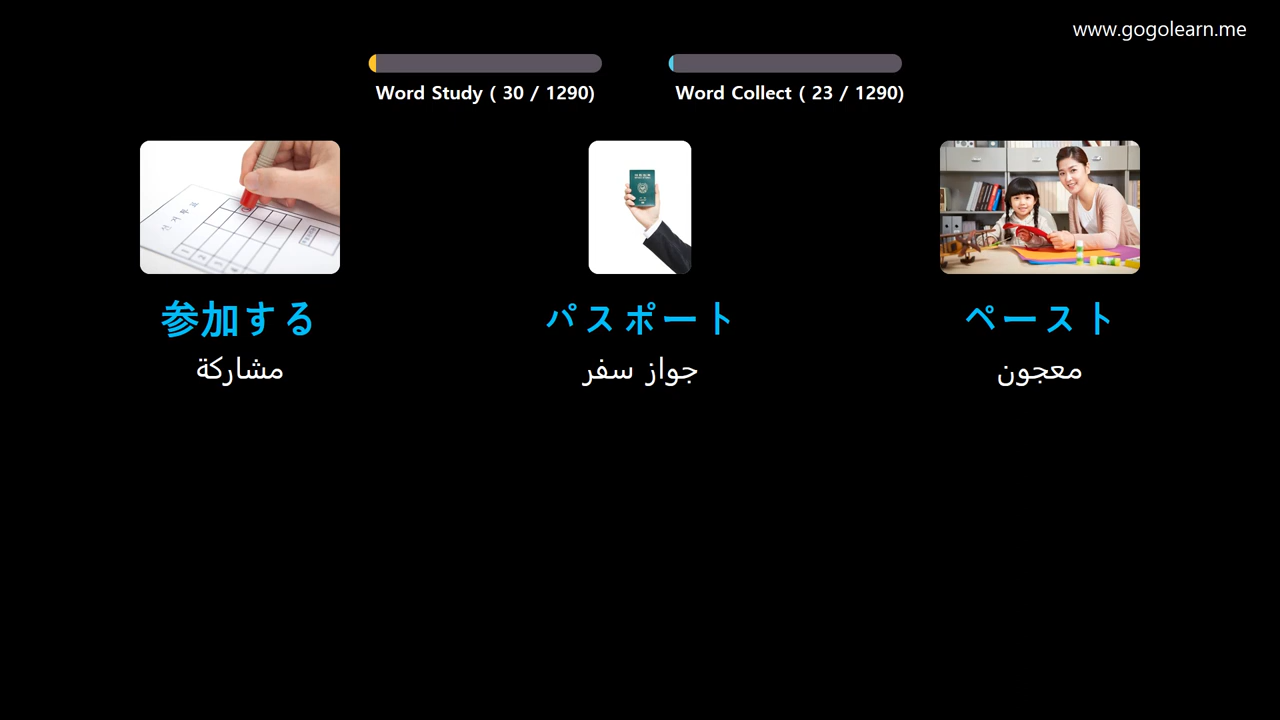 www.gogolearn.me
Word Study ( 30 / 1290)
Word Collect ( 23 / 1290)
参加する
パスポート
ペースト
مشاركة
جواز سفر
معجون